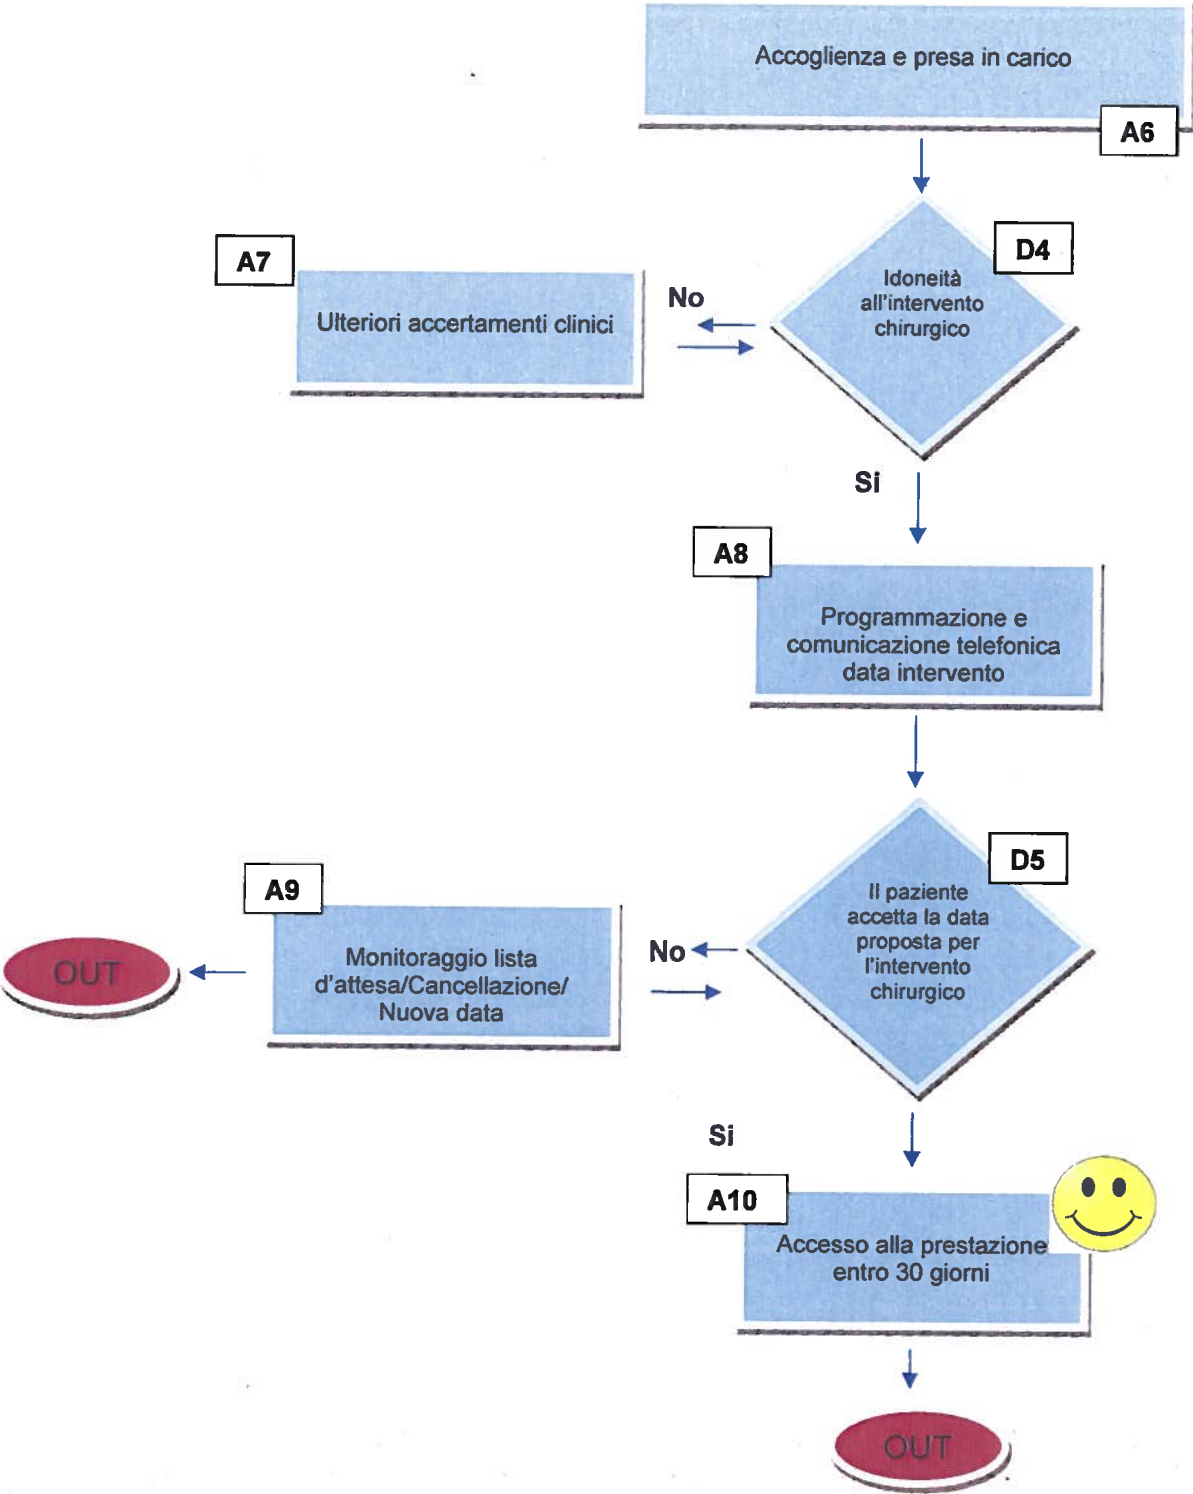 Accoglienza e presa in carico
A6
D4
Idoneità
all'intervento
chirurgico
A7
Ulteriori accertamenti clinici
No
Si
A8
Programmazione e
comunicazione telefonica
data intervento
D5
Il paziente
accetta la data
proposta per
l'intervento
chirurgico
No
A9
Monitoraggio lista
d'attesa/Cancellazione/
Nuova data
OUT
Si
A10
Accesso alla prestazione
entro 30 giorni
OUT